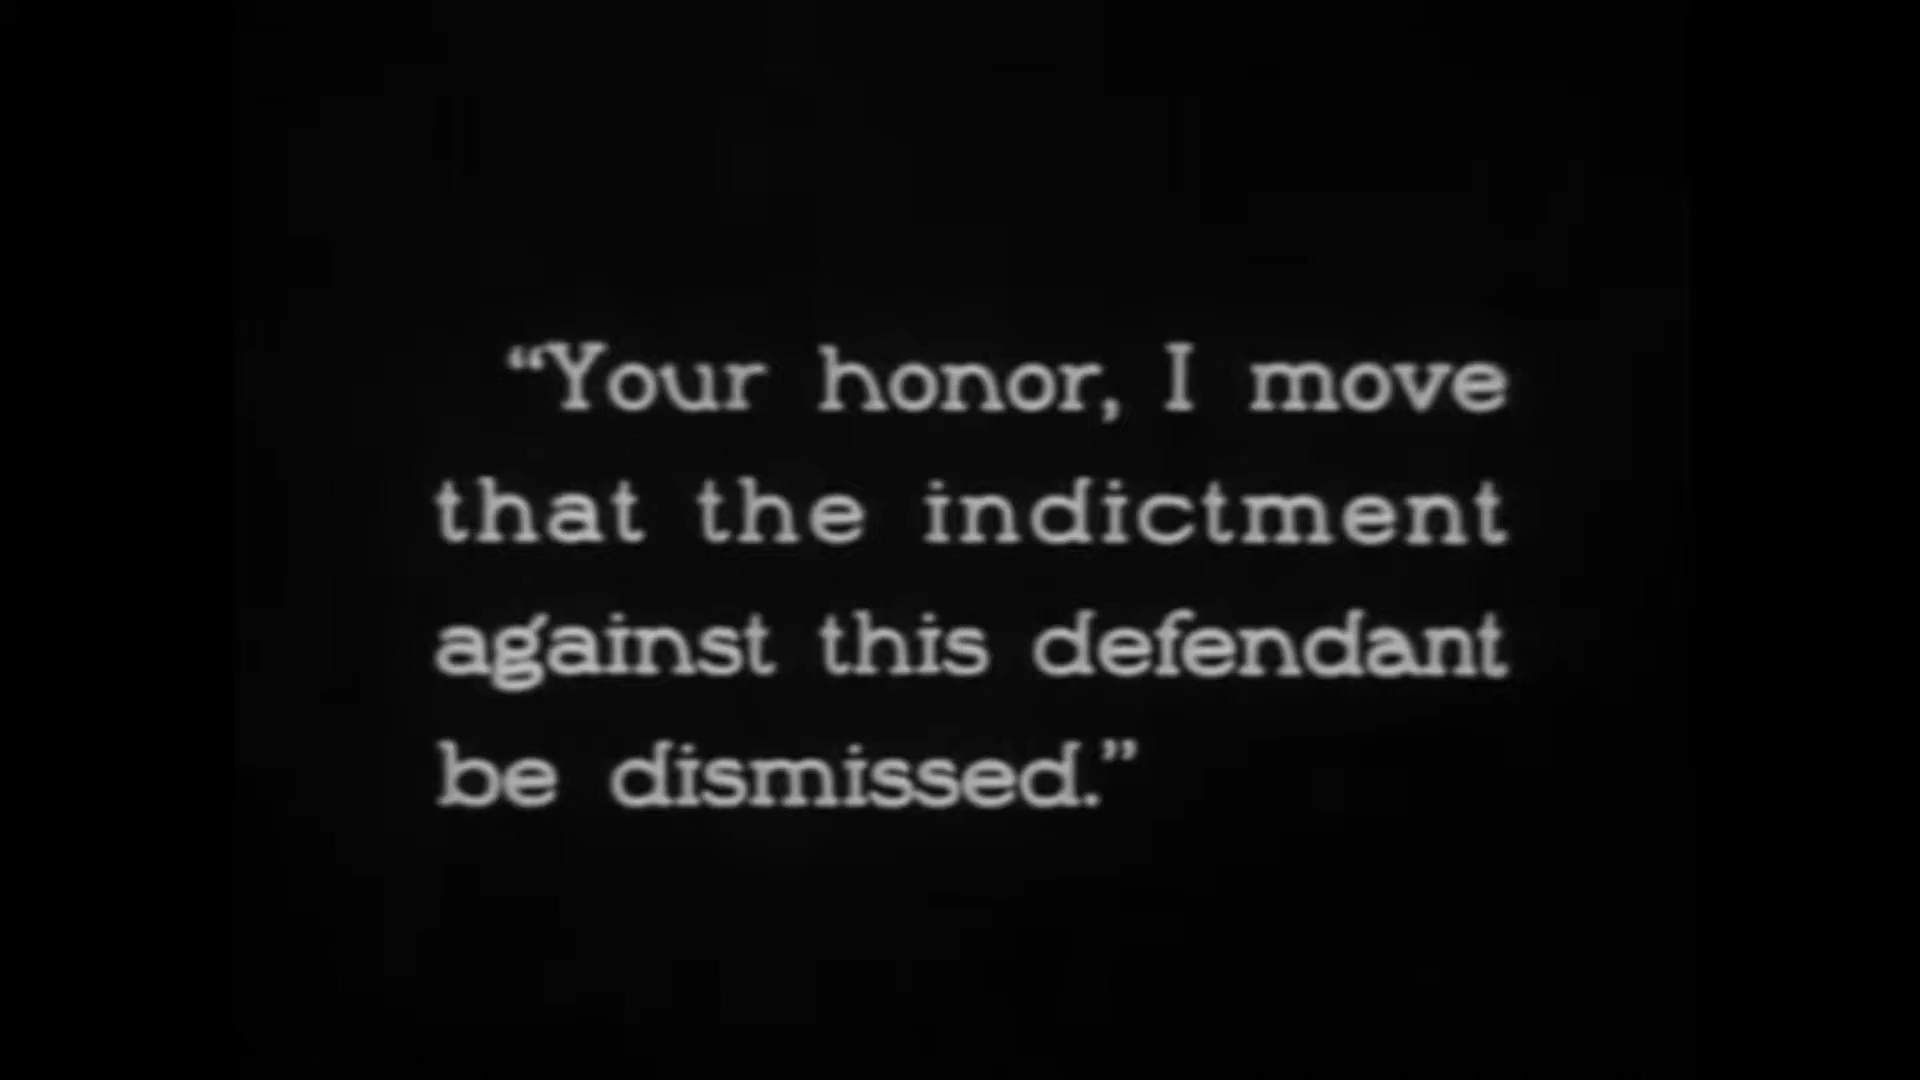 “Your honor, I move
that the indictment
against this defendant
be dismissed.”